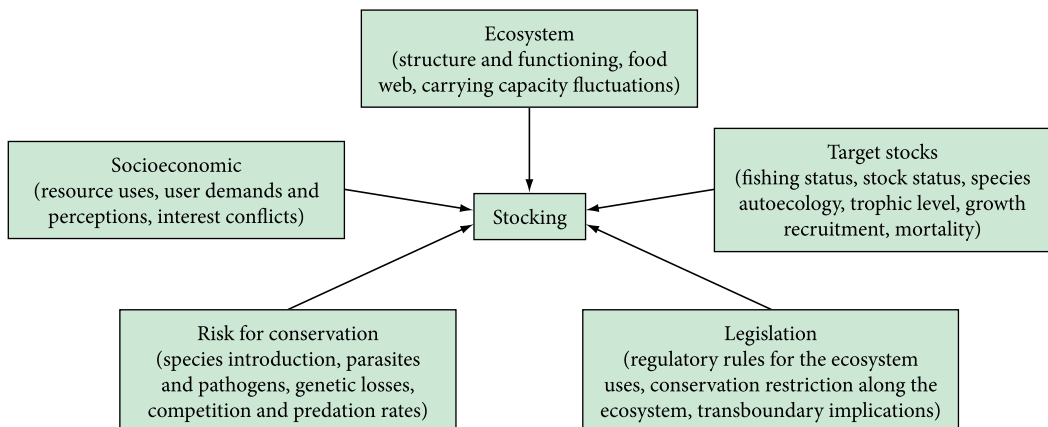 Ecosystem
(structure and functioning, food
web, carrying capacity fluctuations)
Socioeconomic
(resource uses, user demands and
perceptions, interest conflicts)
Target stocks
(fishing status, stock status, species
autoecology, trophic level, growth
recruitment, mortality)
Stocking
Risk for conservation
(species introduction, parasites
and pathogens, genetic losses,
competition and predation rates)
Legislation
(regulatory rules for the ecosystem
uses, conservation restriction along the
ecosystem, transboundary implications)